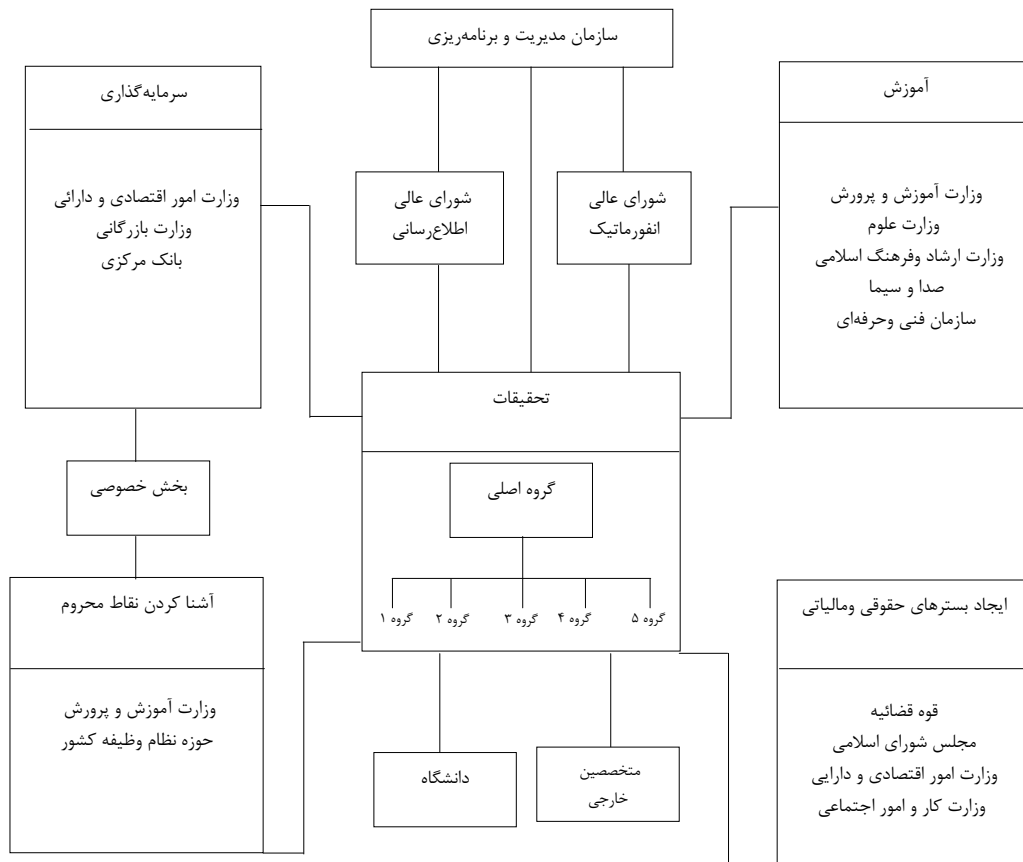 سازمان مدیریت و برنامه‌ریزی
آموزش
وزارت آموزش و پرورش
وزارت علوم
وزارت ارشاد وفرهنگ اسلامی
صدا و سیما
سازمان فنی وحرفه‌ای
شورای عالی
انفورماتیک
شورای عالی
اطلاع‌رسانی
سرمایه‌گذاری
وزارت امور اقتصادی و دارائی
وزارت بازرگانی
بانک مرکزی
تحقیقات
گروه اصلی
گروه ۱
گروه ۲
گروه ۳
گروه ۴
گروه ۵
بخش خصوصی
ایجاد بسترهای حقوقی ومالیاتی
قوه قضائیه
مجلس شورای اسلامی
وزارت امور اقتصادی و دارایی
وزارت کار و امور اجتماعی
آشنا کردن نقاط محروم
وزارت آموزش و پرورش
حوزه نظام وظیفه کشور
متخصصین
خارجی
دانشگاه